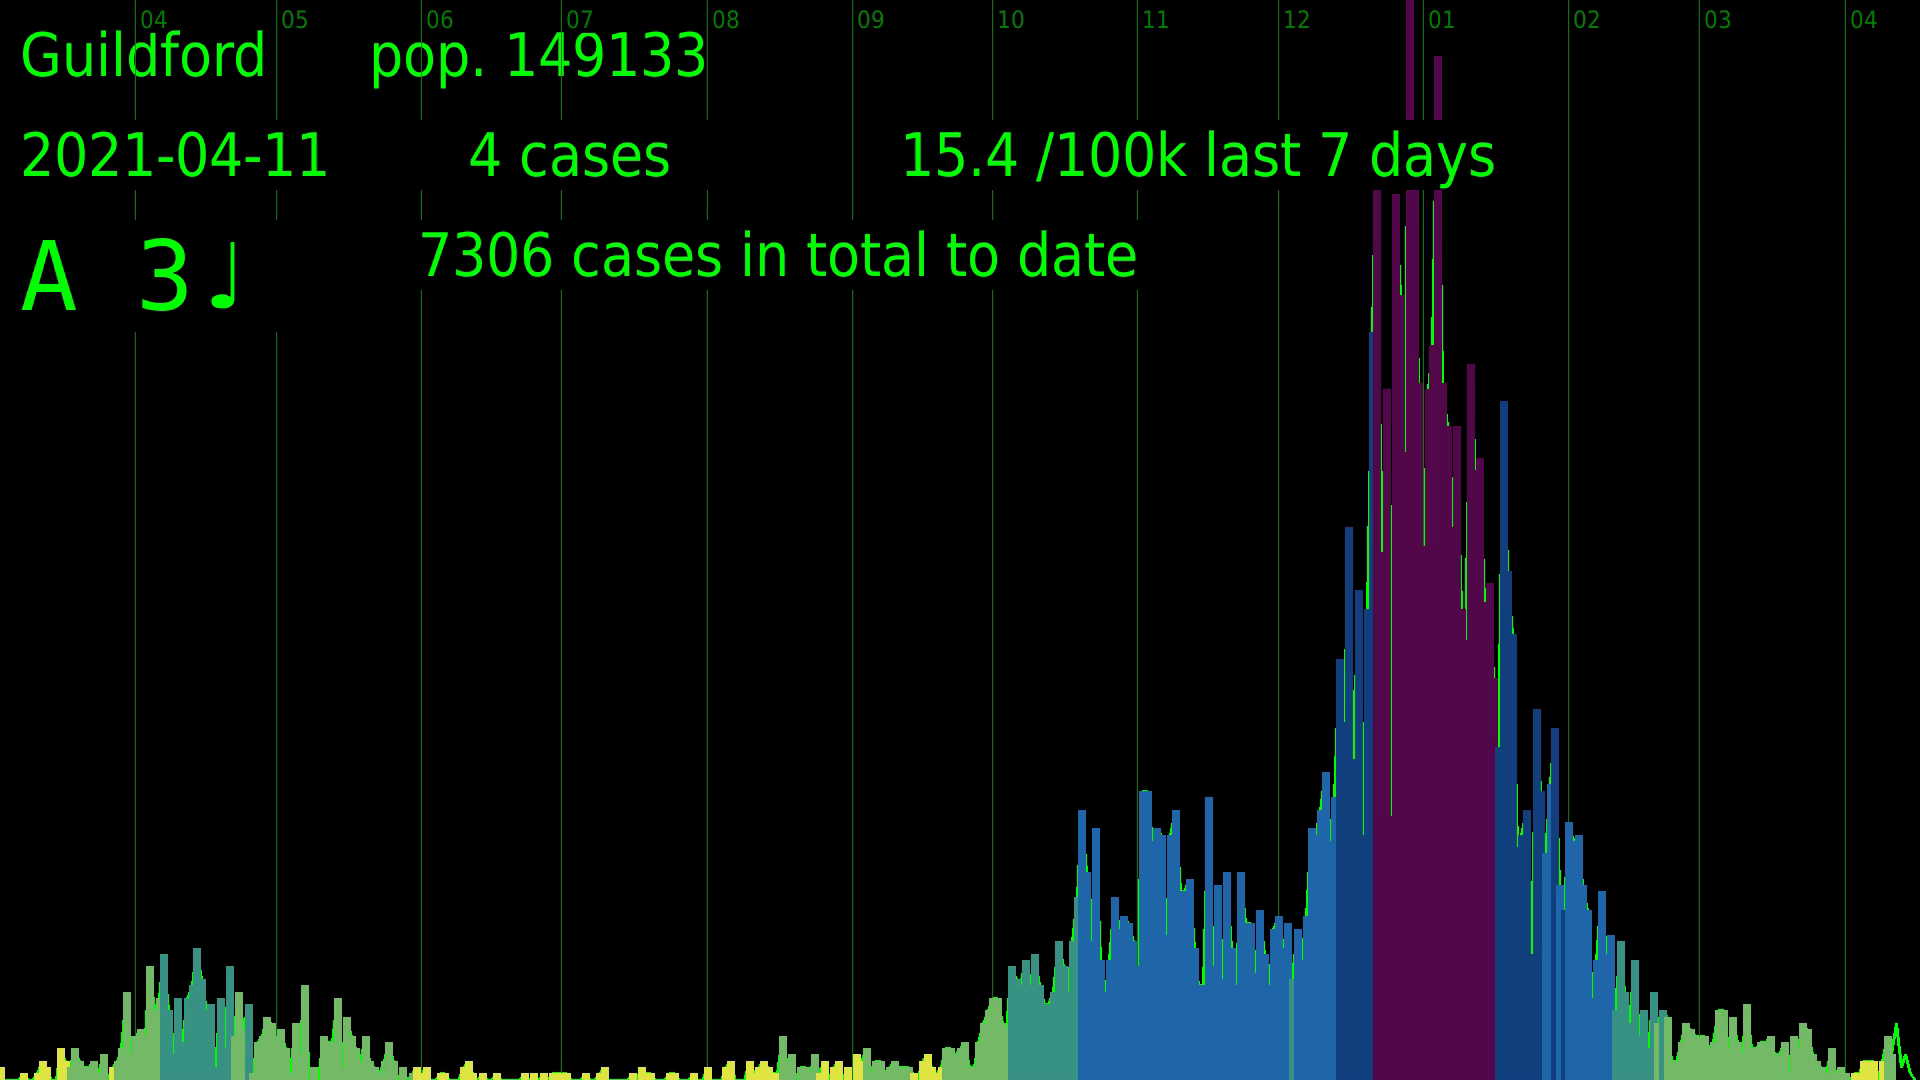 04 05 06 07 08 09 10 11 12 01 02 03 04
Guildford pop. 149133
2021-04-11 4 cases 15.4 /100k last 7 days
A 3♩ 7306 cases in total to date